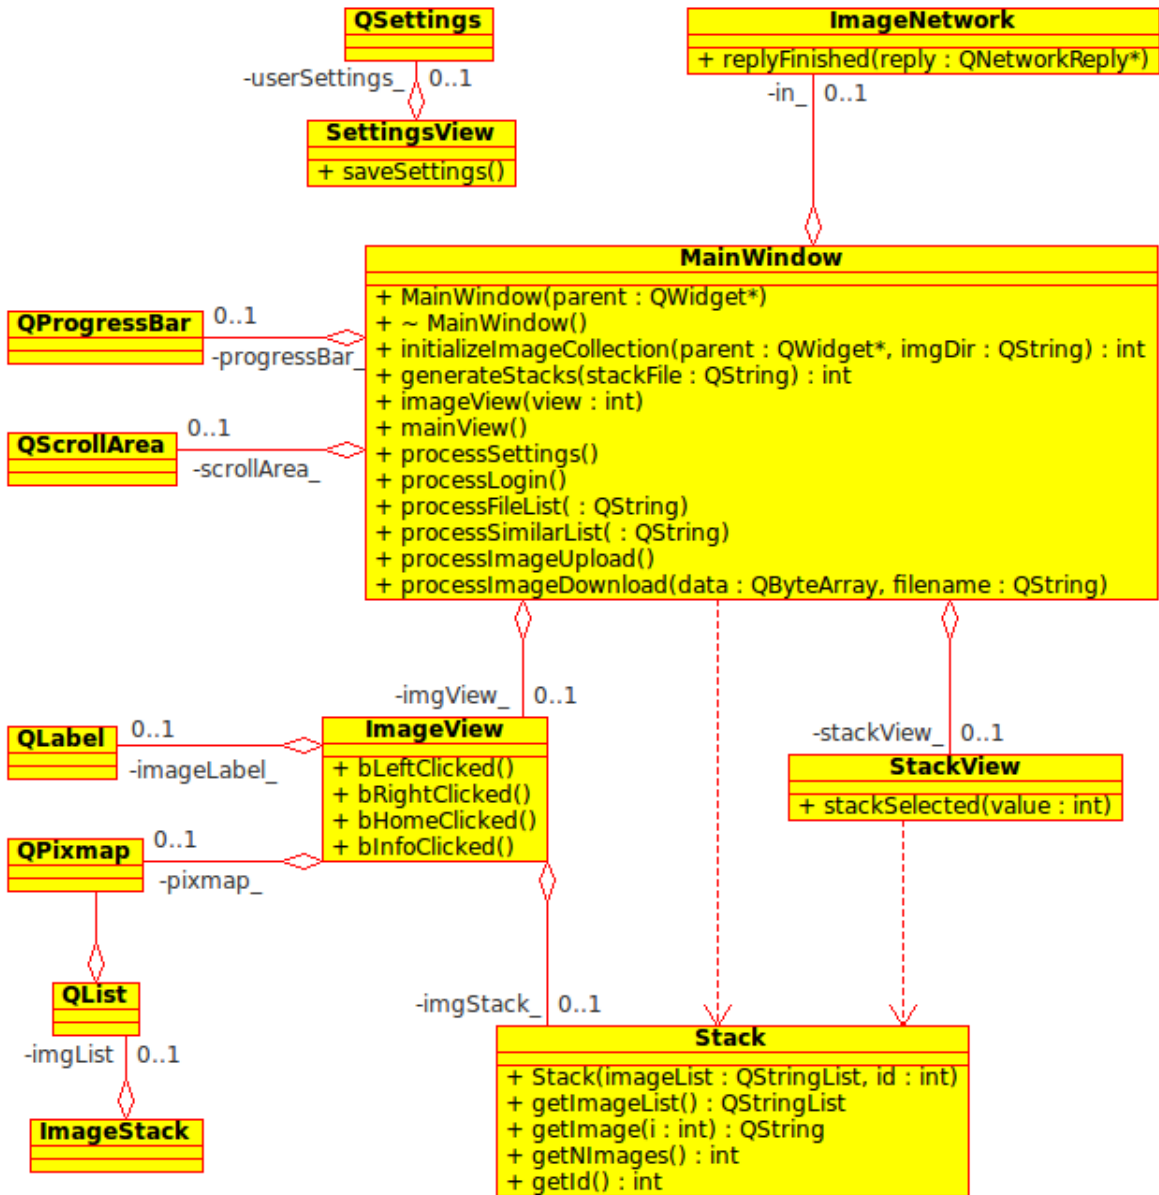 QSettings
-userSettings_ 0..1
SettingsView
+ saveSettings()
ImageNetwork
+ replyFinished(reply : QNetworkReply*)
-in_ 0..1
MainWindow
+ MainWindow(parent : QWidget*)
+ ~ MainWindow()
+ initializeImageCollection(parent : QWidget*, imgDir : QString) : int
+ generateStacks(stackFile : QString) : int
+ imageView(view : int)
+ mainView()
+ processSettings()
+ processLogin()
+ processFileList( : QString)
+ processSimilarList( : QString)
+ processImageUpload()
+ processImageDownload(data : QByteArray, filename : QString)
QProgressBar
0..1
-progressBar_
QScrollArea
0..1
-scrollArea_
-imgView_ 0..1
-stackView_ 0..1
QLabel
0..1
-imageLabel_
ImageView
+ bLeftClicked()
+ bRightClicked()
+ bHomeClicked()
+ bInfoClicked()
StackView
+ stackSelected(value : int)
QPixmap
0..1
-pixmap_
QList
-imgList 0..1
ImageStack
-imgStack_ 0..1
Stack
+ Stack(imageList : QStringList, id : int)
+ getImageList() : QStringList
+ getImage(i : int) : QString
+ getNImages() : int
+ getId() : int